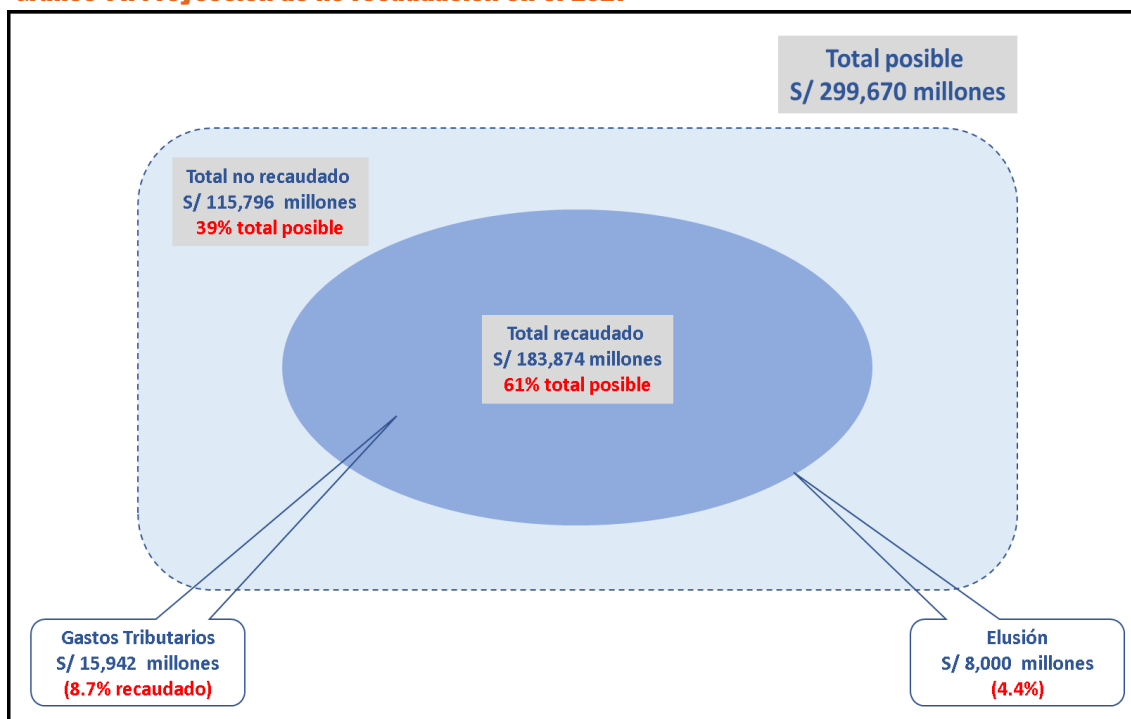 Total posible
S/ 299,670 millones
Total no recaudado
S/ 115,796 millones
39% total posible
Total recaudado
S/ 183,874 millones
61% total posible
Gastos Tributarios
S/ 15,942 millones
(8.7% recaudado)
Elusión
S/ 8,000 millones
(4.4%)